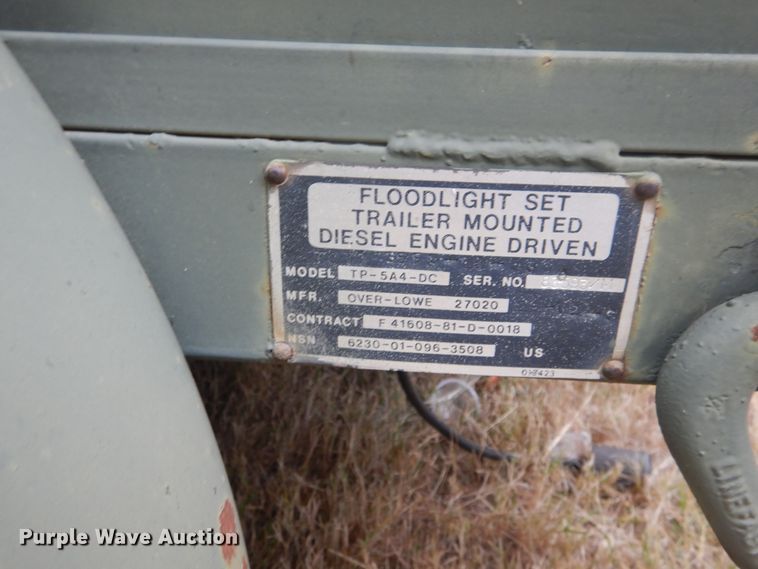 FLOODLIGHT SET
TRAILER MOUNTED
DIESEL ENGINE DRIVEN
MODEL TP-5A4-DC SER. NO.
MFR. OVER-LOWE 27020
CONTRACT F 41608-81-D-0018
NSN 6230-01-096-3508 US
Purple Wave Auction